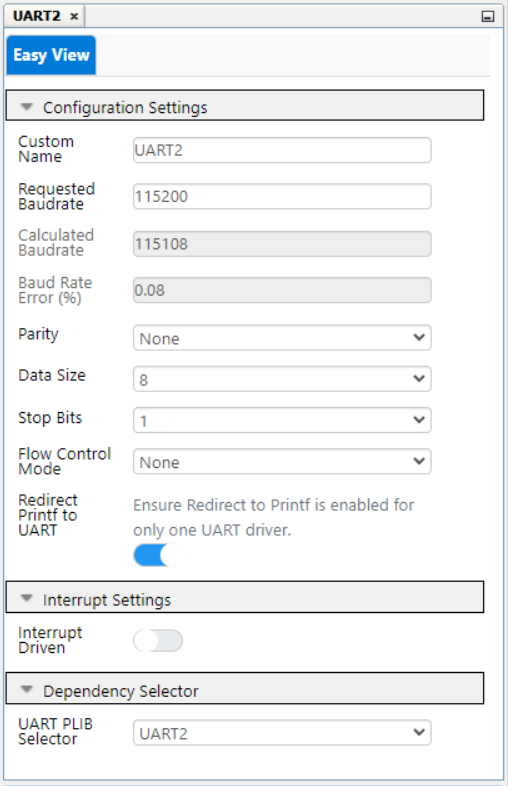 UART2 ×
Easy View
Configuration Settings
Custom
Name
UART2
Requested
Baudrate
115200
Calculated
Baudrate
115108
Baud Rate
Error (%)
0.08
Parity
None
Data Size
8
Stop Bits
1
Flow Control
Mode
None
Redirect
Printf to
UART
Ensure Redirect to Printf is enabled for
only one UART driver.
Interrupt Settings
Interrupt
Driven
Dependency Selector
UART PLIB
Selector
UART2